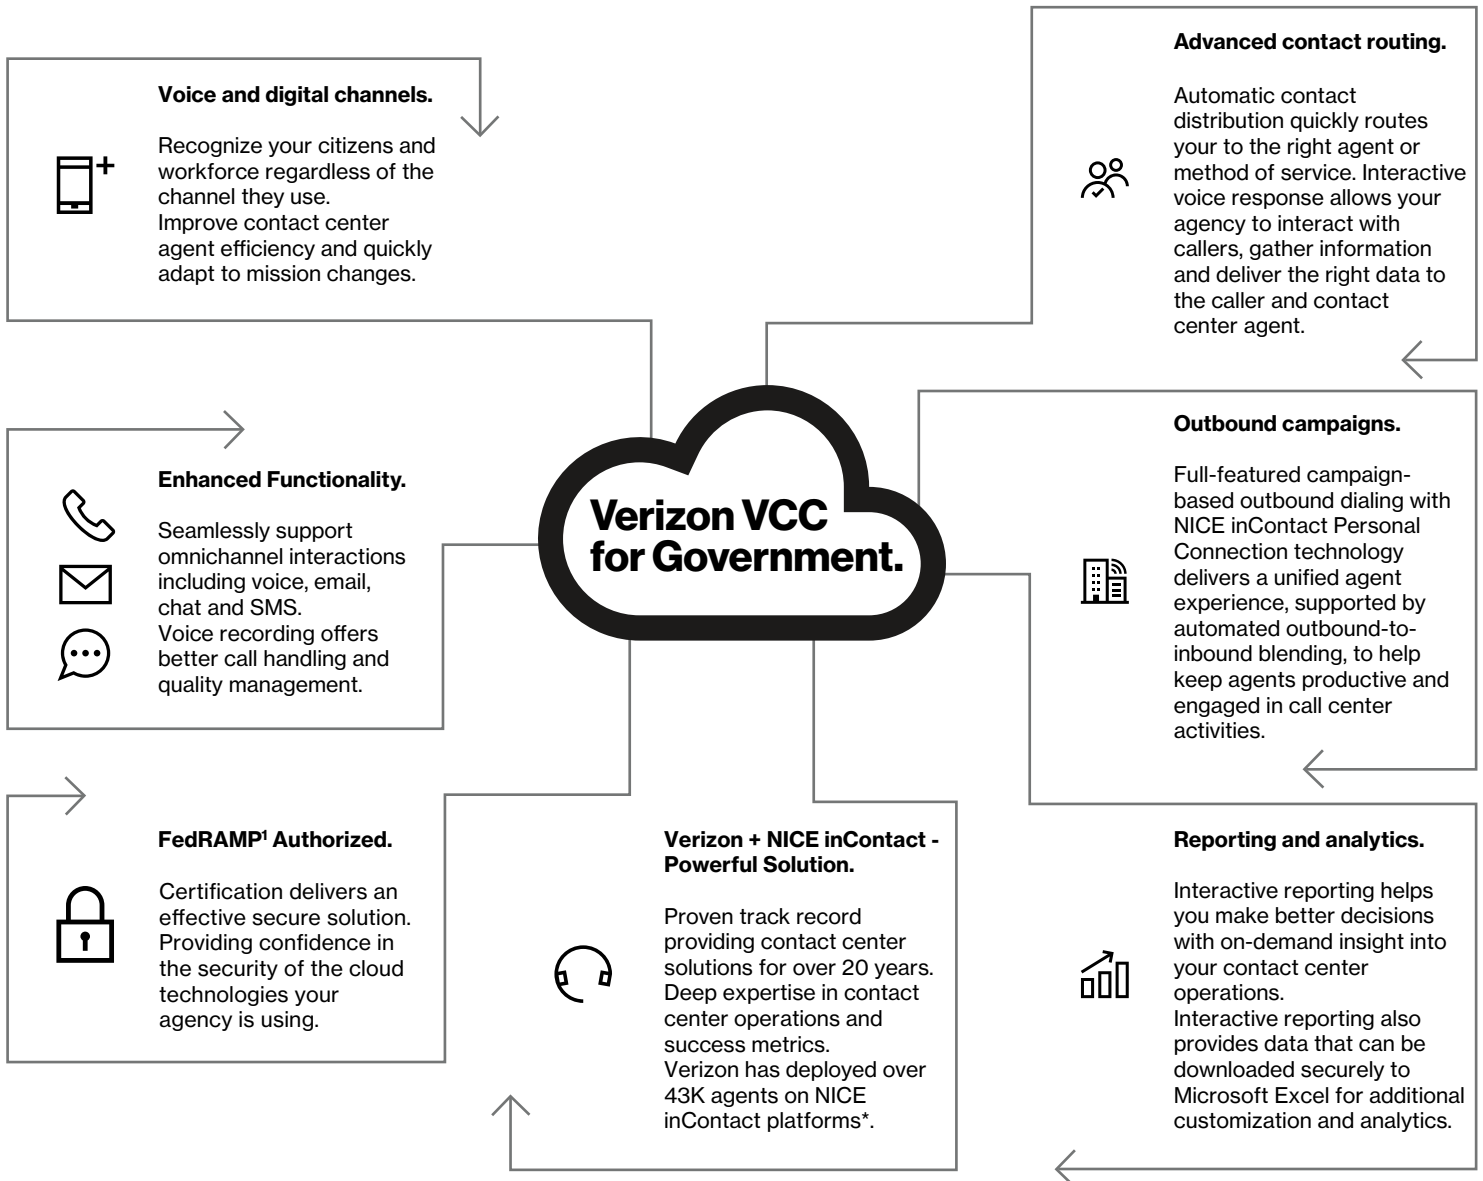 Voice and digital channels.
Recognize your citizens and
workforce regardless of the
channel they use.
Improve contact center
agent efficiency and quickly
adapt to mission changes.
Advanced contact routing.
Automatic contact
distribution quickly routes
your to the right agent or
method of service. Interactive
voice response allows your
agency to interact with
callers, gather information
and deliver the right data to
the caller and contact
center agent.
Enhanced Functionality.
Seamlessly support
omnichannel interactions
including voice, email,
chat and SMS.
Voice recording offers
better call handling and
quality management.
Verizon VCC
for Government.
Outbound campaigns.
Full-featured campaign-
based outbound dialing with
NICE inContact Personal
Connection technology
delivers a unified agent
experience, supported by
automated outbound-to-
inbound blending, to help
keep agents productive and
engaged in call center
activities.
FedRAMP¹ Authorized.
Certification delivers an
effective secure solution.
Providing confidence in
the security of the cloud
technologies your
agency is using.
Verizon + NICE inContact -
Powerful Solution.
Proven track record
providing contact center
solutions for over 20 years.
Deep expertise in contact
center operations and
success metrics.
Verizon has deployed over
43K agents on NICE
inContact platforms*.
Reporting and analytics.
Interactive reporting helps
you make better decisions
with on-demand insight into
your contact center
operations.
Interactive reporting also
provides data that can be
downloaded securely to
Microsoft Excel for additional
customization and analytics.